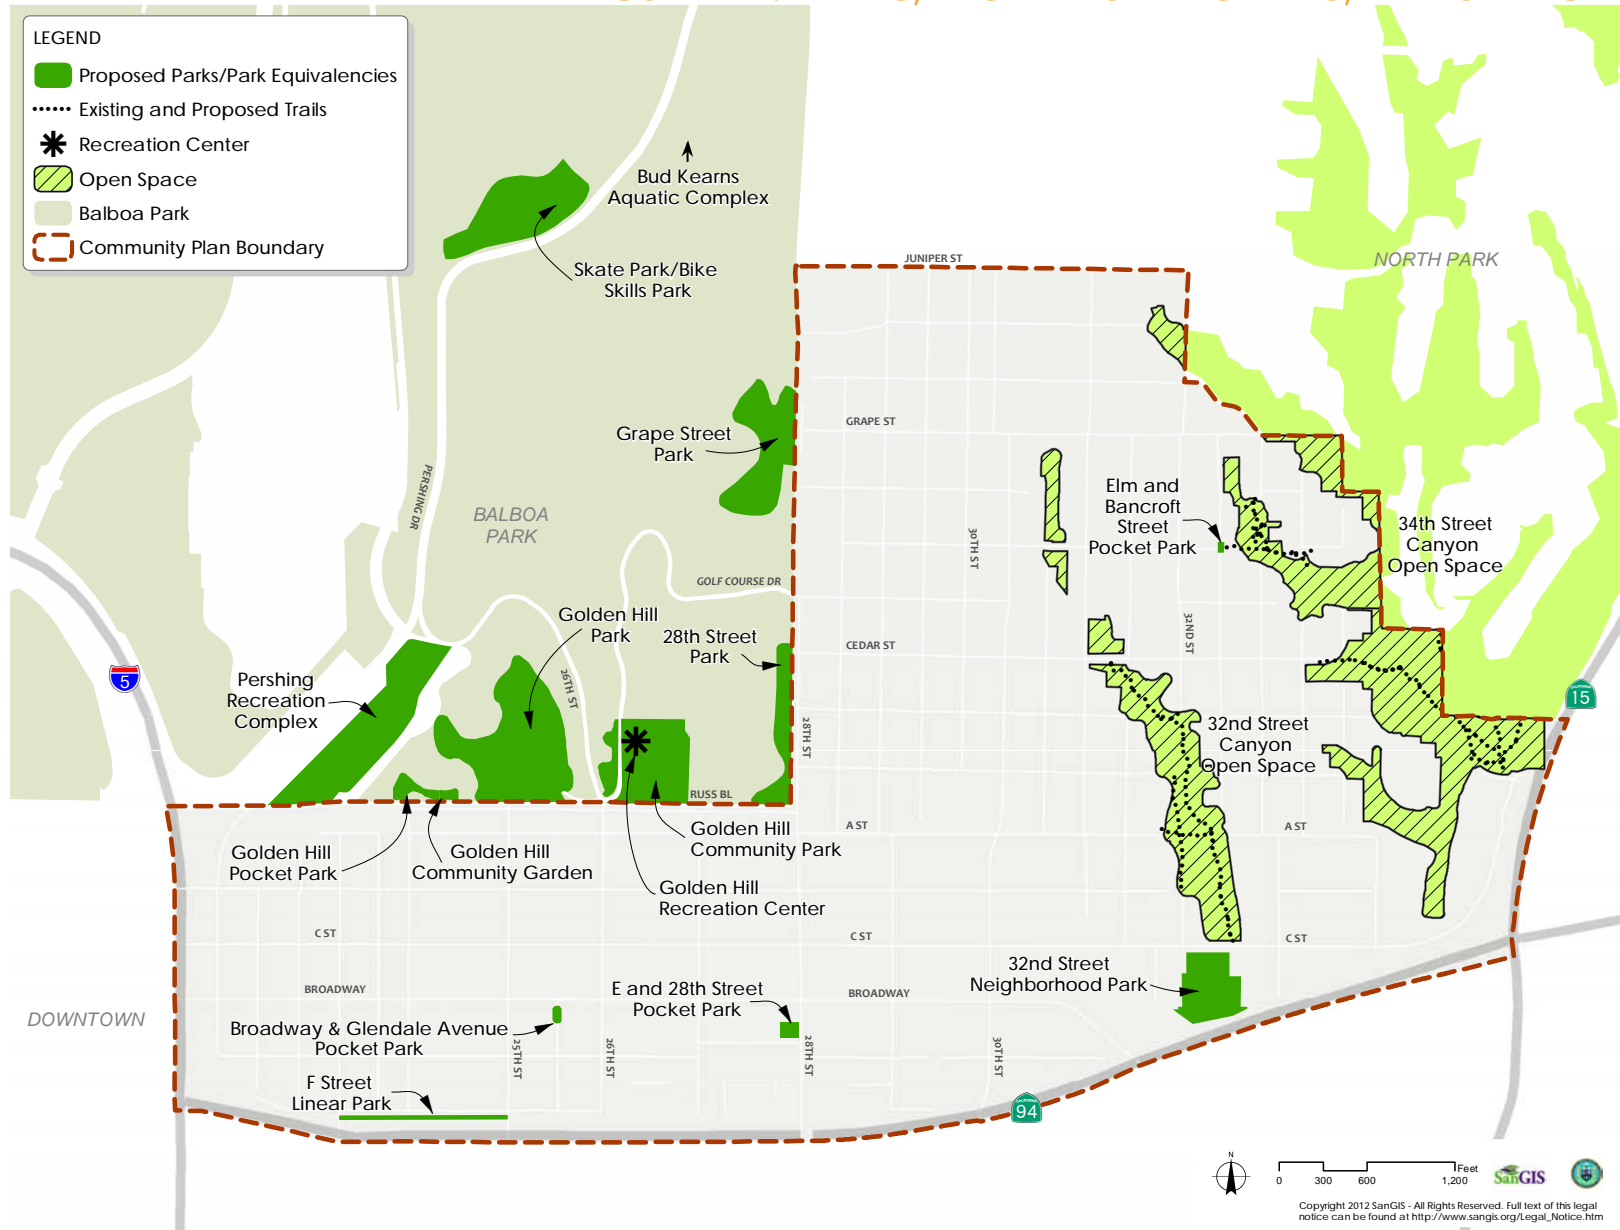 LEGEND
Proposed Parks/Park Equivalencies
Existing and Proposed Trails
Recreation Center
Open Space
Balboa Park
Community Plan Boundary
Bud Kearns
Aquatic Complex
Skate Park/Bike
Skills Park
JUNIPER ST
NORTH PARK
GRAPE ST
Grape Street
Park
PERSHING DR
BALBOA
PARK
Elm and
Bancroft
Street
Pocket Park
30TH ST
34th Street
Canyon
Open Space
GOLF COURSE DR
Golden Hill
Park
28th Street
Park
CEDAR ST
32ND ST
5
Pershing
Recreation
Complex
26TH ST
28TH ST
32nd Street
Canyon
Open Space
CALIFORNIA
15
RUSS BL
A ST
A ST
Golden Hill
Pocket Park
Golden Hill
Community Garden
Golden Hill
Community Park
Golden Hill
Recreation Center
C ST
C ST
C ST
32nd Street
Neighborhood Park
BROADWAY
BROADWAY
E and 28th Street
Pocket Park
DOWNTOWN
Broadway & Glendale Avenue
Pocket Park
25TH ST
26TH ST
28TH ST
30TH ST
F Street
Linear Park
CALIFORNIA
94
N
0 300 600 1,200
Feet
SanGIS
Copyright 2012 SanGIS - All Rights Reserved. Full text of this legal
notice can be found at http://www.sangis.org/Legal_Notice.htm